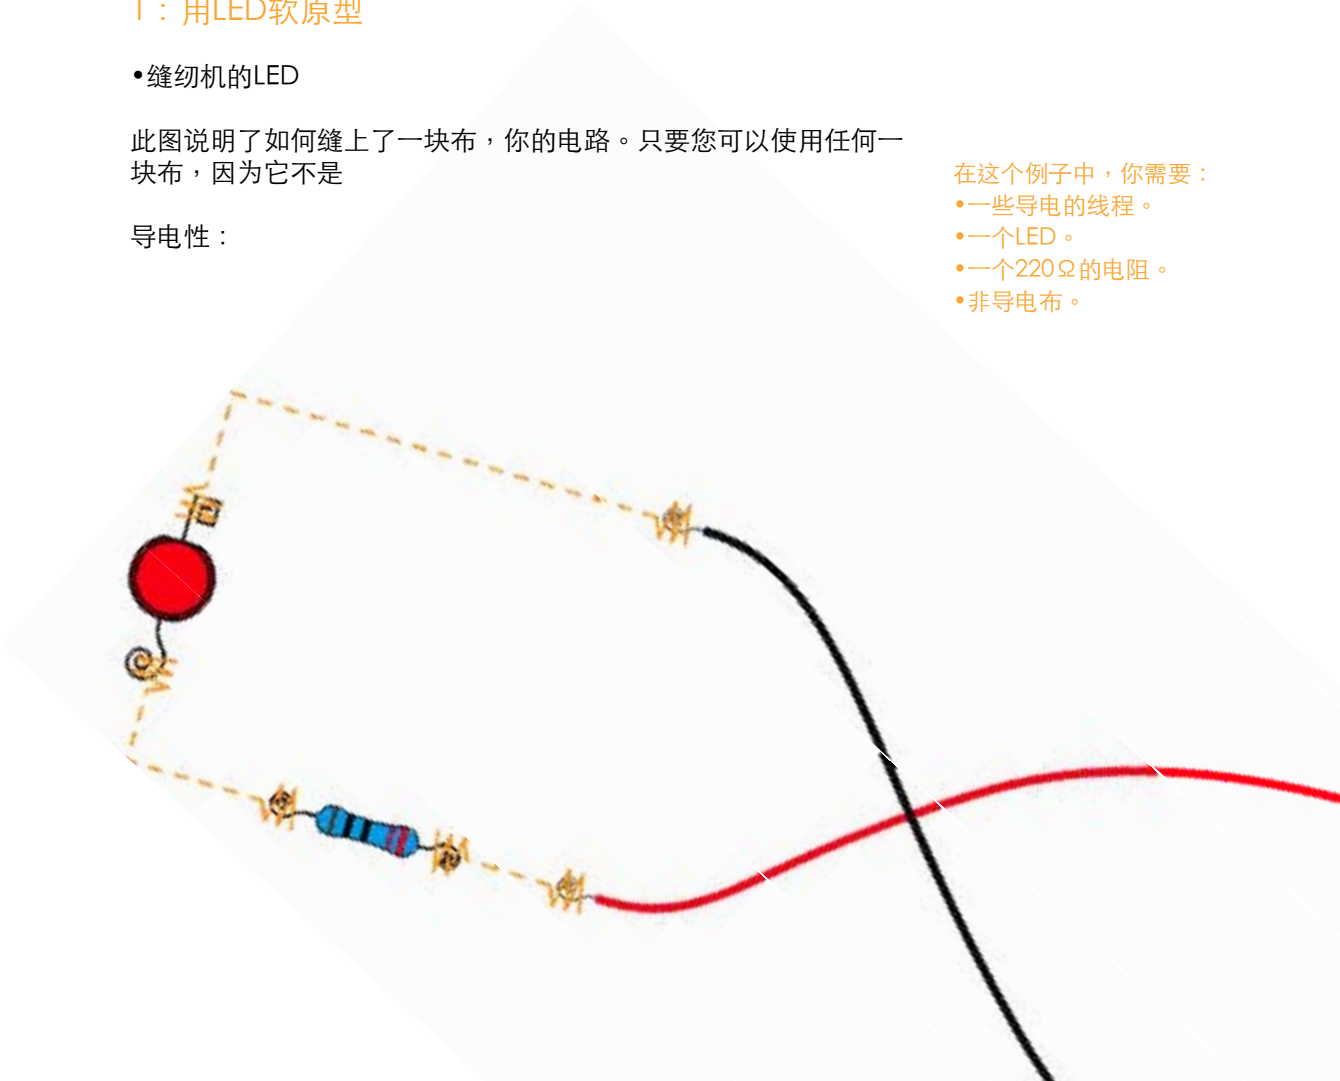 1：用LED软原型
•缝纫机的LED
此图说明了如何缝上了一块布，你的电路。只要您可以使用任何一
块布，因为它不是
导电性：
在这个例子中，你需要：
•一些导电的线程。
•一个LED。
•一个220Ω的电阻。
•非导电布。